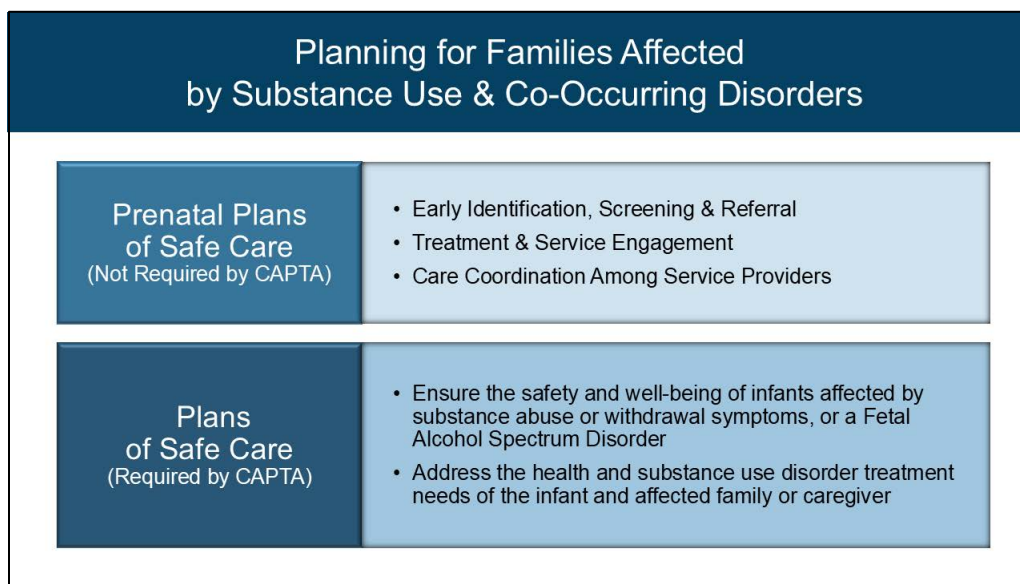 Planning for Families Affected
by Substance Use & Co-Occurring Disorders
Prenatal Plans
of Safe Care
(Not Required by CAPTA)
• Early Identification, Screening & Referral
• Treatment & Service Engagement
• Care Coordination Among Service Providers
Plans
of Safe Care
(Required by CAPTA)
• Ensure the safety and well-being of infants affected by
substance abuse or withdrawal symptoms, or a Fetal
Alcohol Spectrum Disorder
• Address the health and substance use disorder treatment
needs of the infant and affected family or caregiver